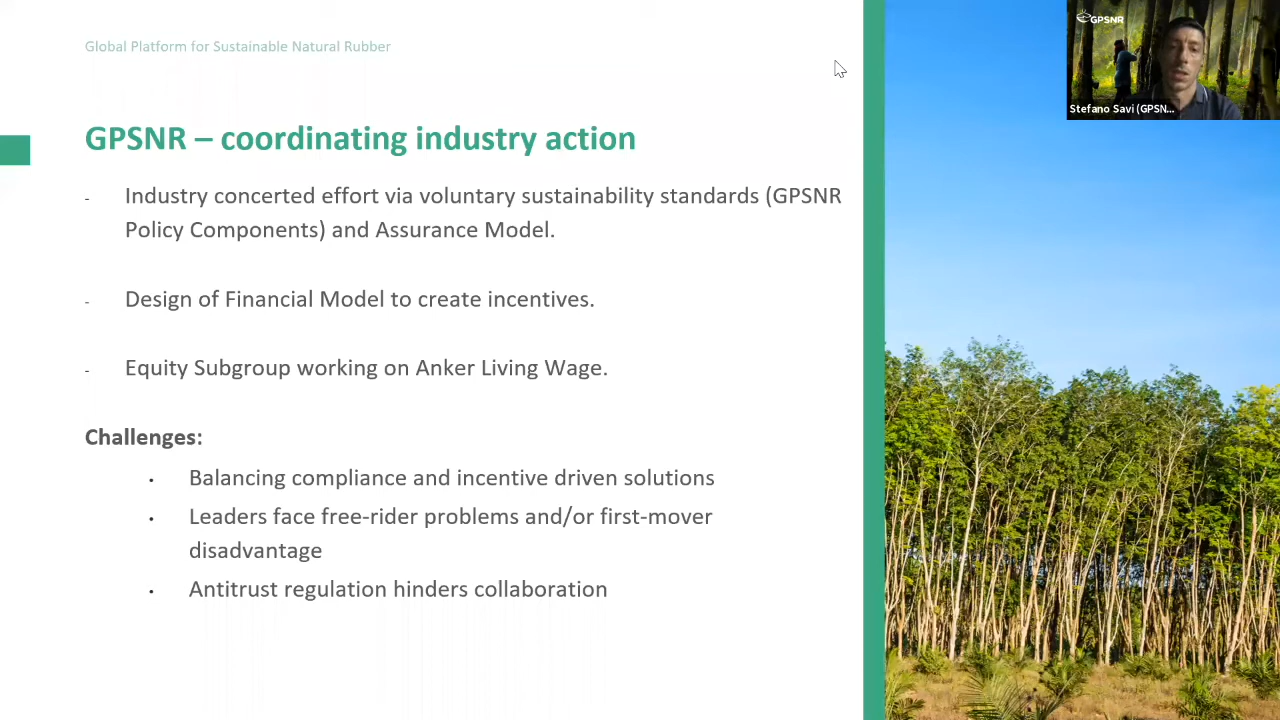 Global Platform for Sustainable Natural Rubber
GPSNR
Stefano Savi (GPSN...
GPSNR – coordinating industry action
- Industry concerted effort via voluntary sustainability standards (GPSNR
Policy Components) and Assurance Model.
- Design of Financial Model to create incentives.
- Equity Subgroup working on Anker Living Wage.
Challenges:
• Balancing compliance and incentive driven solutions
• Leaders face free-rider problems and/or first-mover
disadvantage
• Antitrust regulation hinders collaboration